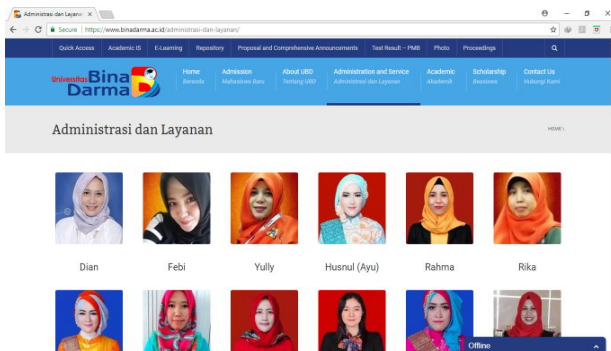 Administrasi dan Layanan
Secure https://www.binadarma.ac.id/administrasi-dan-layanan/
Quick Access Academic IS E-Learning Repository Proposal and Comprehensive Announcements Test Result – PMB Photo Proceedings
Universitas Bina Darma
Home Admission About UBD Administration and Service Academic Scholarship Contact Us
Beranda Mahasiswa Baru Tentang UBD Administrasi dan Layanan Akademik Beasiswa Hubungi Kami
Administrasi dan Layanan
HOME
Dian Febi Yully Husnul (Ayu) Rahma Rika
Offline